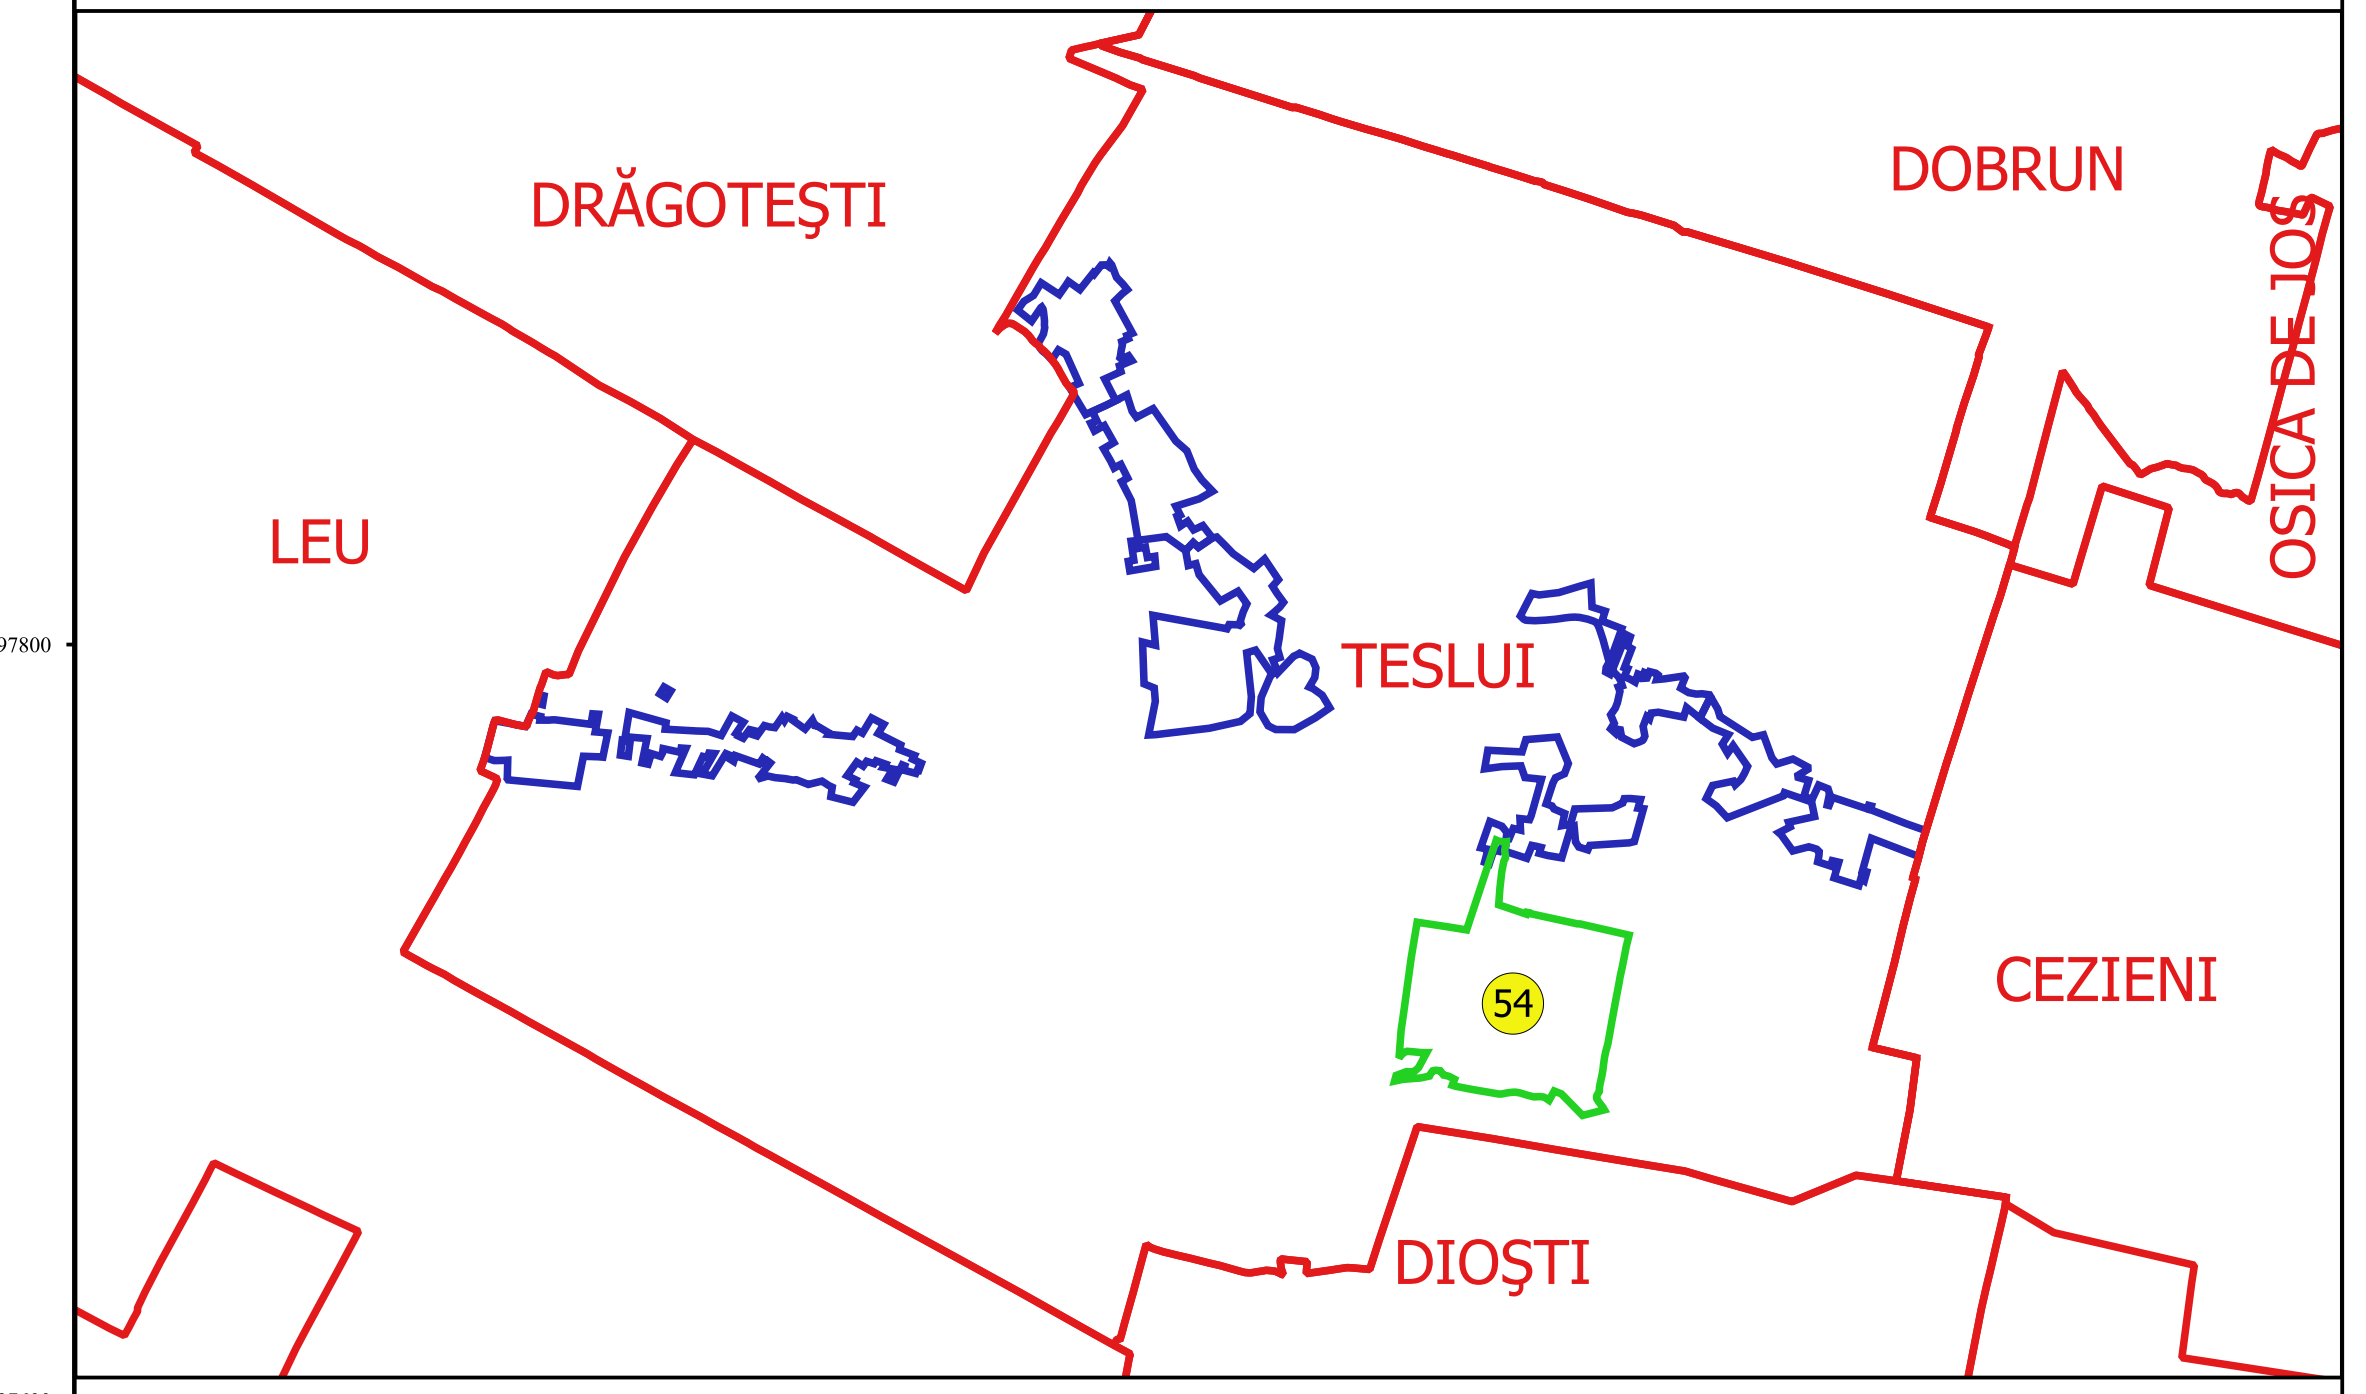 DOBRUN
DRĂGOTEŞTI
OSICA DE JOS
LEU
97800
TESLUI
CEZIENI
54
DIOŞTI